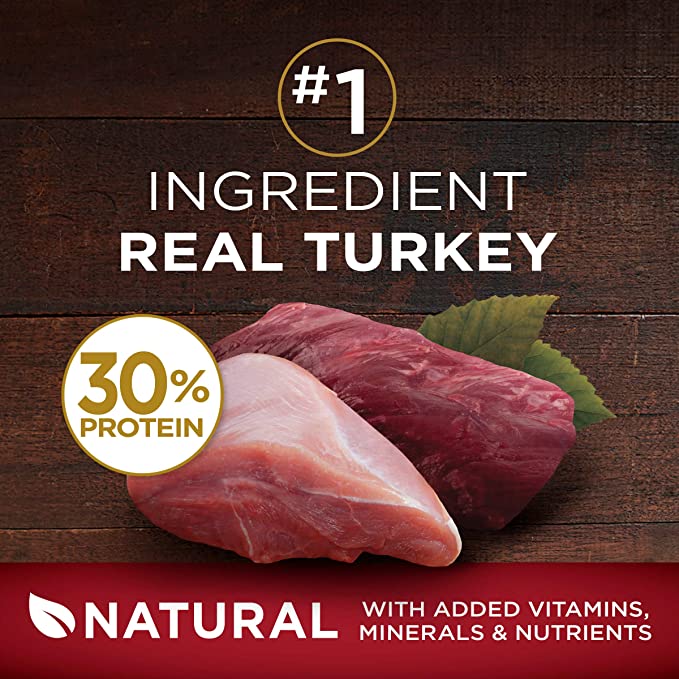 #1
INGREDIENT
REAL TURKEY
30%
PROTEIN
NATURAL
WITH ADDED VITAMINS,
MINERALS & NUTRIENTS